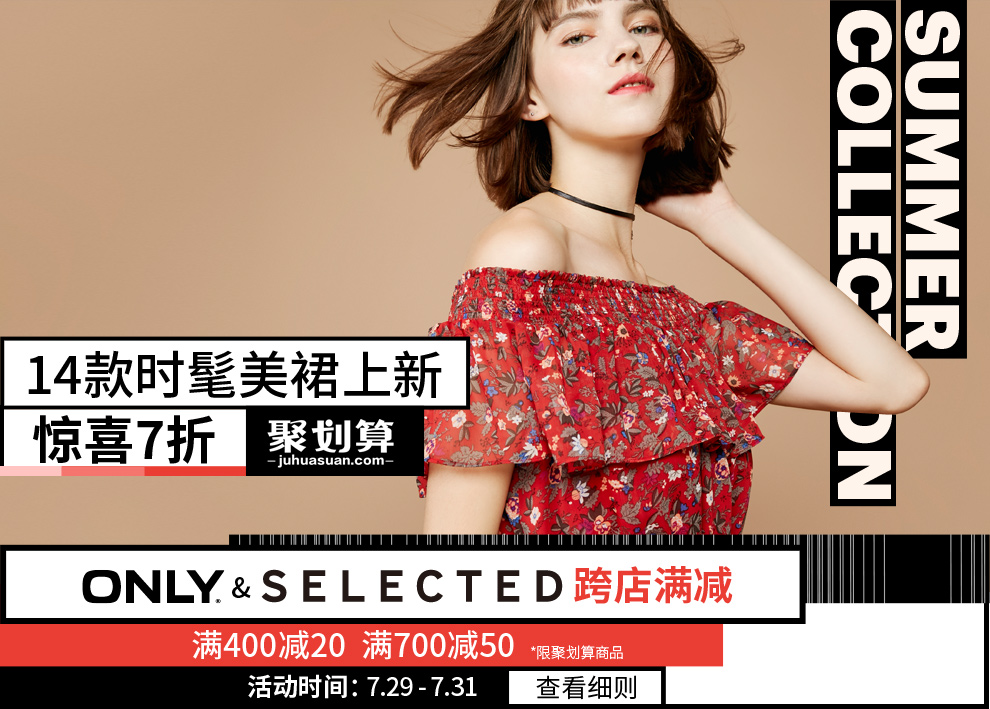 SUMMER
COLLECTION
14款时髦美裙上新
惊喜7折
聚划算
juhuasuan.com
ONLY & SELECTED 跨店满减
满400减20 满700减50 *限聚划算商品
活动时间：7.29 - 7.31 查看细则